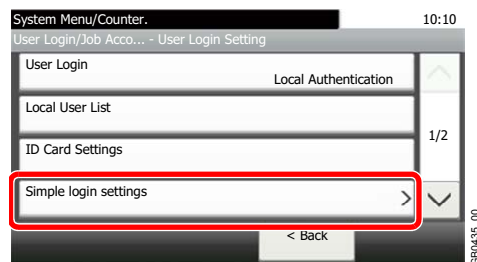 System Menu/Counter.
10:10
User Login/Job Acco... - User Login Setting
User Login
Local Authentication
Local User List
1/2
ID Card Settings
Simple login settings
< Back
GB0435_00